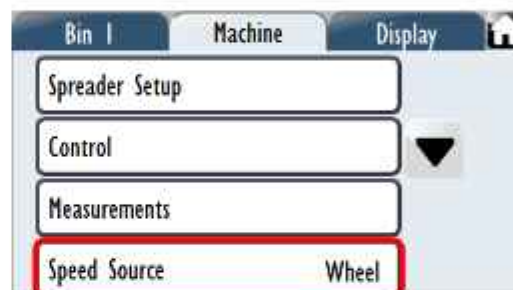 Bin 1 Machine Display
Spreader Setup
Control
Measurements
Speed Source Wheel